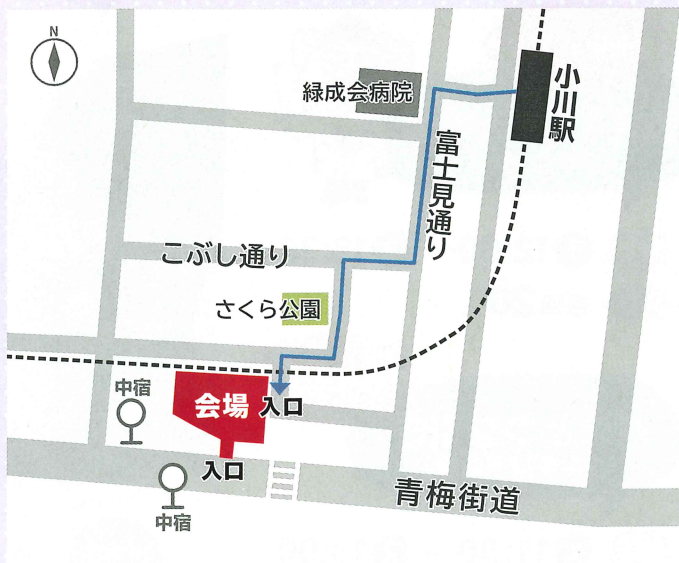 N
緑成会病院
小川駅
富士見通り
こぶし通り
さくら公園
中宿
会場
入口
入口
青梅街道
中宿